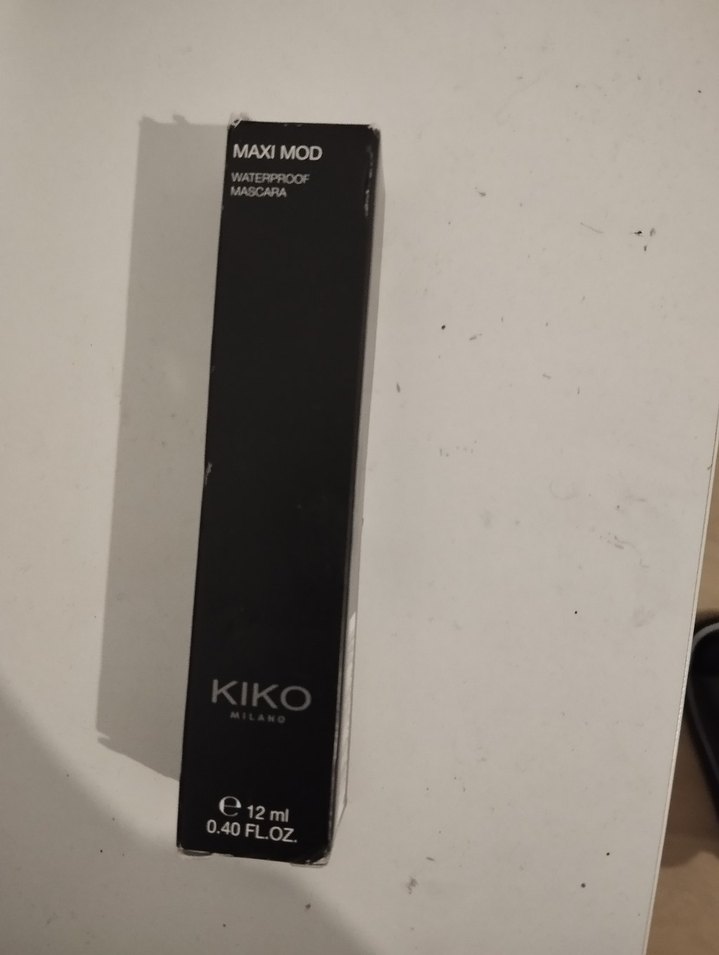 MAXI MOD
WATERPROOF
MASCARA
KIKO
MILANO
℮ 12 ml
0.40 FL.OZ.